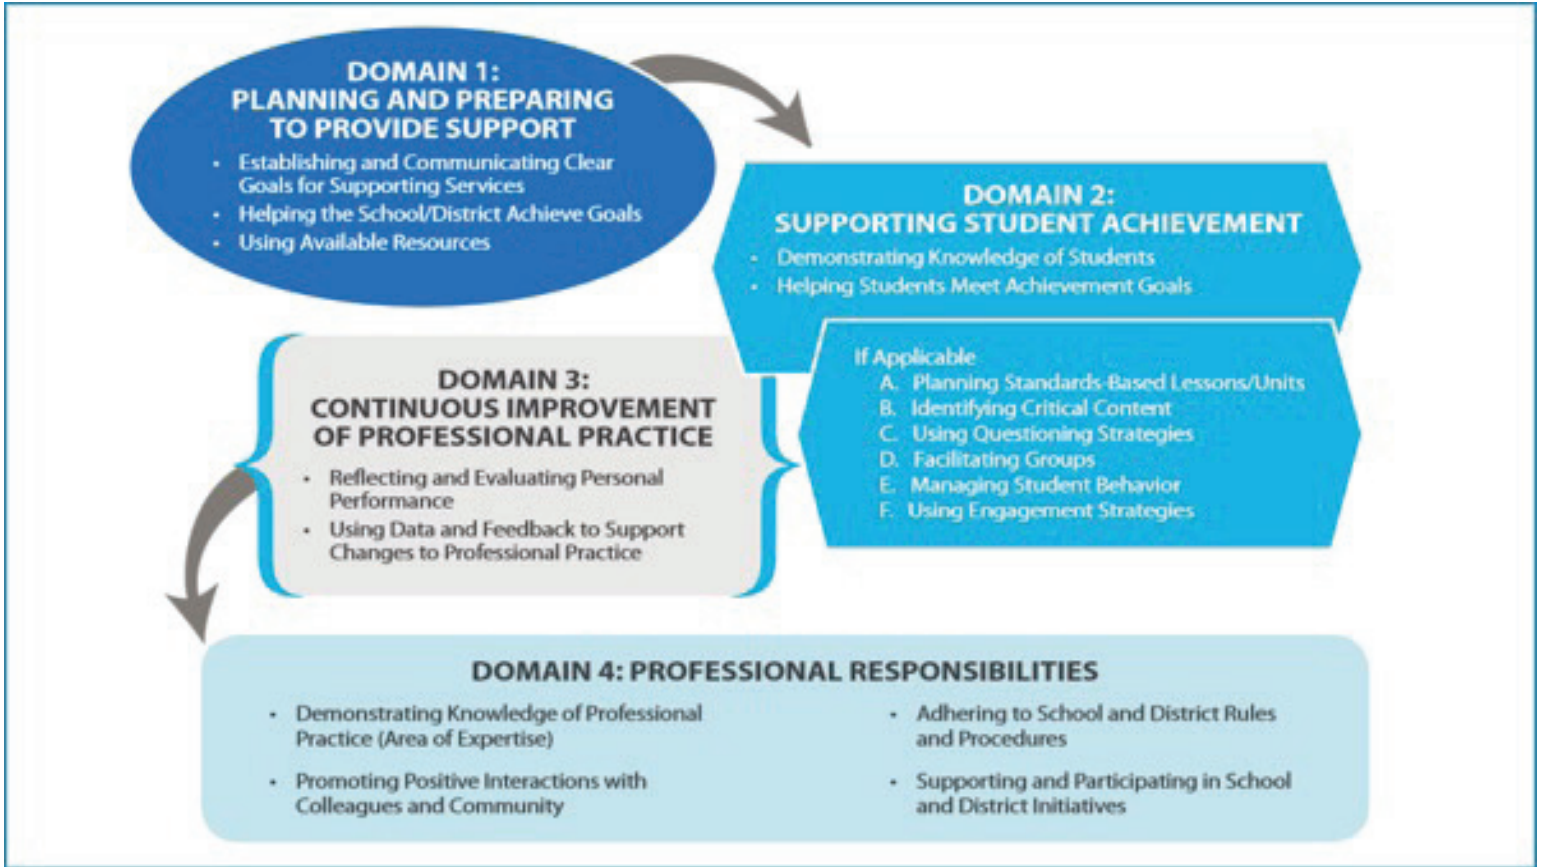 DOMAIN 1:
PLANNING AND PREPARING
TO PROVIDE SUPPORT
• Establishing and Communicating Clear
Goals for Supporting Services
• Helping the School/District Achieve Goals
• Using Available Resources
DOMAIN 2:
SUPPORTING STUDENT ACHIEVEMENT
• Demonstrating Knowledge of Students
• Helping Students Meet Achievement Goals
If Applicable
A. Planning Standards-Based Lessons/Units
B. Identifying Critical Content
C. Using Questioning Strategies
D. Facilitating Groups
E. Managing Student Behavior
F. Using Engagement Strategies
DOMAIN 3:
CONTINUOUS IMPROVEMENT
OF PROFESSIONAL PRACTICE
• Reflecting and Evaluating Personal
Performance
• Using Data and Feedback to Support
Changes to Professional Practice
DOMAIN 4: PROFESSIONAL RESPONSIBILITIES
• Demonstrating Knowledge of Professional
Practice (Area of Expertise)
• Promoting Positive Interactions with
Colleagues and Community
• Adhering to School and District Rules
and Procedures
• Supporting and Participating in School
and District Initiatives